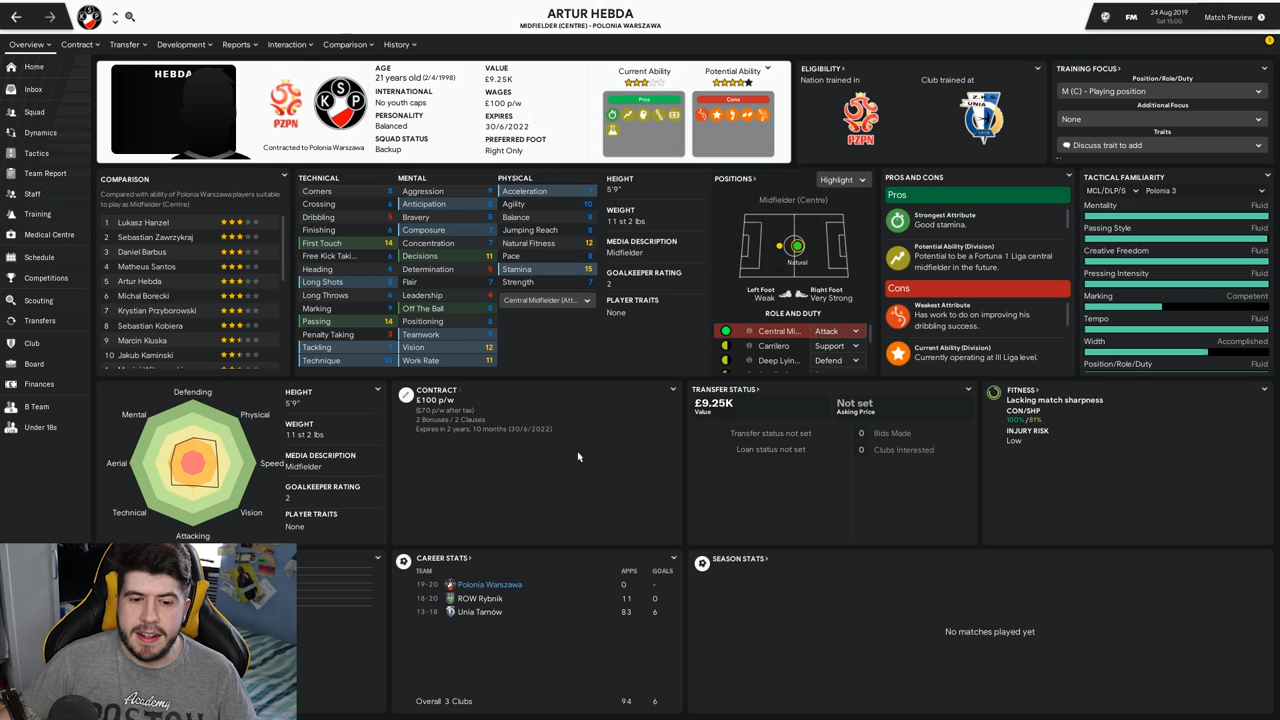 ARTUR HEBDA
MIDFIELDER (CENTRE) - POLONIA WARSZAWA
24 Aug 2019
Sat 15:00
FM
Match Preview
Overview
Contract
Transfer
Development
Reports
Interaction
Comparison
History
Home
Inbox
Squad
Dynamics
Tactics
Team Report
Staff
Training
Medical Centre
Schedule
Competitions
Scouting
Transfers
Club
Board
Finances
B Team
Under 18s
HEBDA
PZPN
KSP
Contracted to Polonia Warszawa
AGE
21 years old (2/4/1998)
INTERNATIONAL
No youth caps
PERSONALITY
Balanced
SQUAD STATUS
Backup
VALUE
£9.25K
WAGES
£100 p/w
EXPIRES
30/6/2022
PREFERRED FOOT
Right Only
Current Ability
Pros
Potential Ability
Cons
ELIGIBILITY>
Nation trained in
PZPN
Club trained at
UNIA
TRAINING FOCUS
Position/Role/Duty
M (C) - Playing position
Additional Focus
None
Traits
Discuss trait to add
COMPARISON
Compared with ability of Polonia Warszawa players suitable
to play as Midfielder (Centre)
1 Lukasz Hanzel
2 Sebastian Zawrzykraj
3 Daniel Barbus
4 Matheus Santos
5 Artur Hebda
6 Michal Borecki
7 Krystian Przyborowski
8 Sebastian Kobiera
9 Marcin Kluska
10 Jakub Kaminski
TECHNICAL
Corners 8
Crossing 6
Dribbling 5
Finishing 6
First Touch 14
Free Kick Taki... 6
Heading 6
Long Shots 8
Long Throws 6
Marking 9
Passing 14
Penalty Taking 3
Tackling 7
Technique 10
MENTAL
Aggression 9
Anticipation 8
Bravery 8
Composure 7
Concentration 7
Decisions 11
Determination 5
Flair 7
Leadership 4
Off The Ball 8
Positioning 8
Teamwork 9
Vision 12
Work Rate 11
PHYSICAL
Acceleration 7
Agility 10
Balance 8
Jumping Reach 8
Natural Fitness 12
Pace 8
Stamina 15
Strength 7
Central Midfielder (Att...
HEIGHT
5'9"
WEIGHT
11 st 2 lbs
MEDIA DESCRIPTION
Midfielder
GOALKEEPER RATING
2
PLAYER TRAITS
None
POSITIONS
Highlight
Midfielder (Centre)
Natural
Left Foot
Weak
Right Foot
Very Strong
ROLE AND DUTY
Central Mi... Attack
Carrilero Support
Deep Lyin... Defend
PROS AND CONS
Pros
Strongest Attribute
Good stamina.
Potential Ability (Division)
Potential to be a Fortuna 1 Liga central
midfielder in the future.
Cons
Weakest Attribute
Has work to do on improving his
dribbling success.
Current Ability (Division)
Currently operating at III Liga level.
TACTICAL FAMILIARITY
MCL/DLP/S
Polonia 3
Mentality Fluid
Passing Style Fluid
Creative Freedom Fluid
Pressing Intensity Fluid
Marking Competent
Tempo Fluid
Width Accomplished
Position/Role/Duty Fluid
Defending
Physical
Speed
Vision
Attacking
Technical
Aerial
Mental
HEIGHT
5'9"
WEIGHT
11 st 2 lbs
MEDIA DESCRIPTION
Midfielder
GOALKEEPER RATING
2
PLAYER TRAITS
None
CONTRACT
£100 p/w
(£70 p/w after tax)
2 Bonuses / 2 Clauses
Expires in 2 years, 10 months (30/6/2022)
TRANSFER STATUS>
£9.25K
Value
Not set
Asking Price
Transfer status not set
Loan status not set
0 Bids Made
0 Clubs Interested
FITNESS>
Lacking match sharpness
CON/SHP
100% / 81%
INJURY RISK
Low
CAREER STATS>
TEAM APPS GOALS
19-20 Polonia Warszawa 0 -
18-20 ROW Rybnik 11 0
13-18 Unia Tarnów 83 6
Overall 3 Clubs 94 6
SEASON STATS>
No matches played yet
Academy